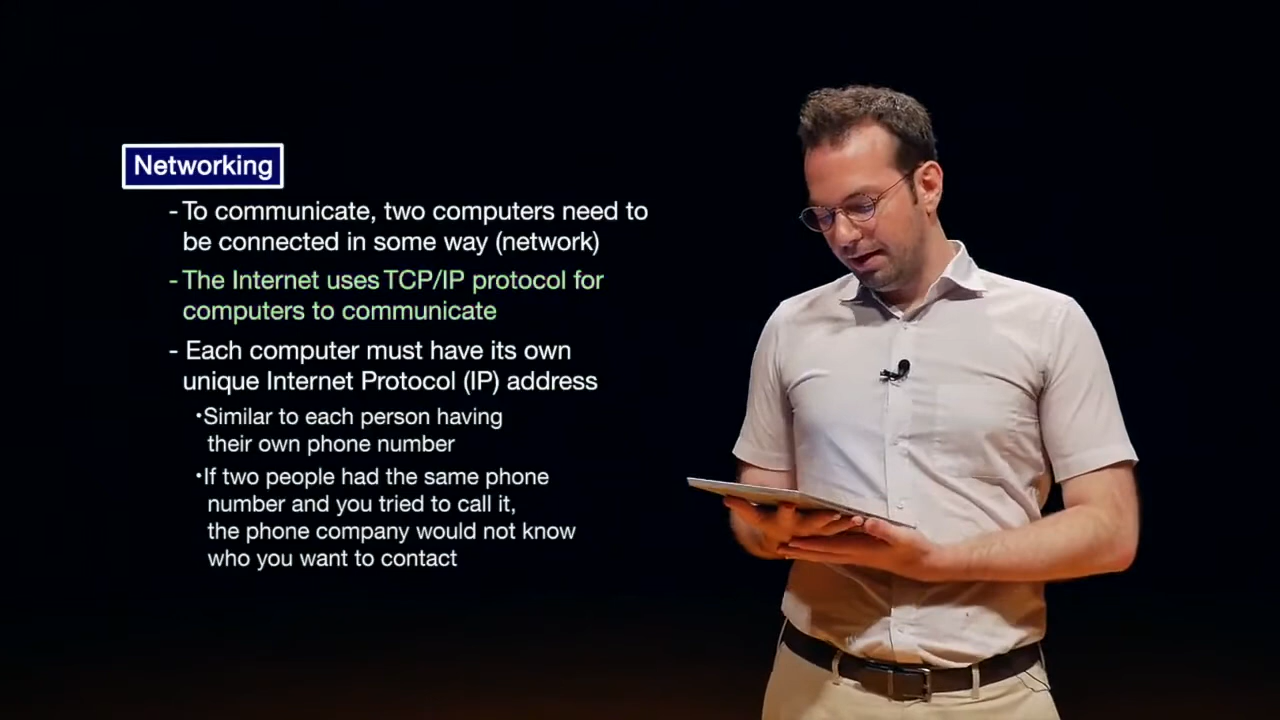 Networking
- To communicate, two computers need to
be connected in some way (network)
- The Internet uses TCP/IP protocol for
computers to communicate
- Each computer must have its own
unique Internet Protocol (IP) address
•Similar to each person having
their own phone number
•If two people had the same phone
number and you tried to call it,
the phone company would not know
who you want to contact